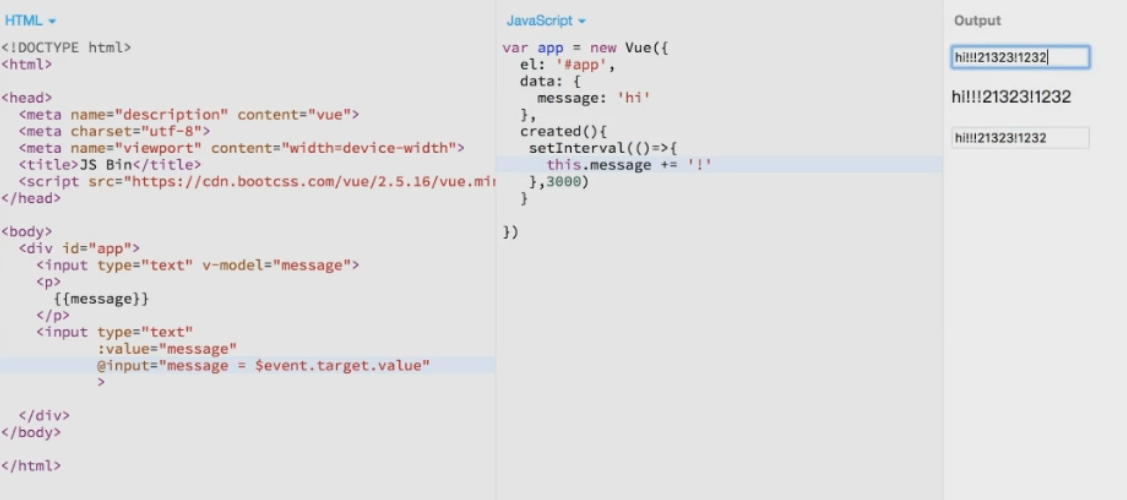 HTML
<!DOCTYPE html>
<html>
<head>
<meta name="description" content="vue">
<meta charset="utf-8">
<meta name="viewport" content="width=device-width">
<title>JS Bin</title>
<script src="https://cdn.bootcss.com/vue/2.5.16/vue.mi
</head>
<body>
<div id="app">
<input type="text" v-model="message">
<p>
{{message}}
</p>
<input type="text"
:value="message"
@input="message = $event.target.value"
>
</div>
</body>
</html>
JavaScript
var app = new Vue({
el: '#app',
data: {
message: 'hi'
},
created(){
setInterval(()=>{
this.message += '!'
},3000)
}
})
Output
hi!!!21323!1232
hi!!!21323!1232
hi!!!21323!1232